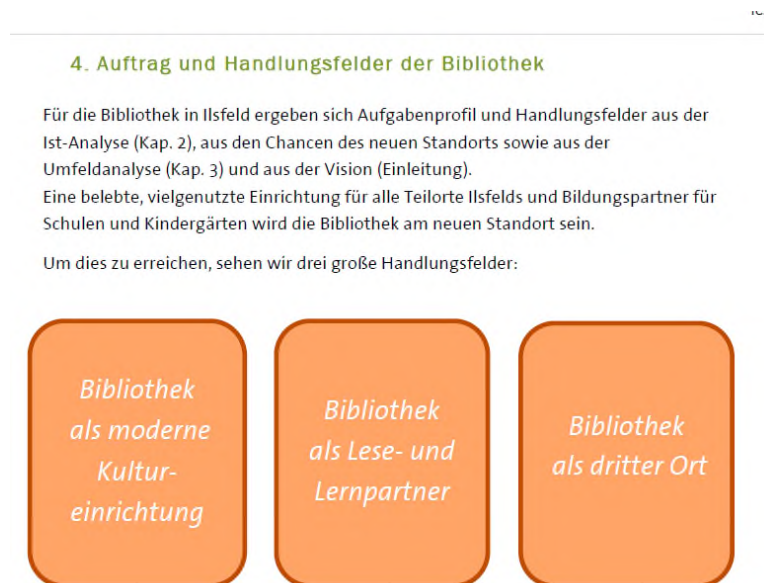 4. Auftrag und Handlungsfelder der Bibliothek
Für die Bibliothek in Ilsfeld ergeben sich Aufgabenprofil und Handlungsfelder aus der
Ist-Analyse (Kap. 2), aus den Chancen des neuen Standorts sowie aus der
Umfeldanalyse (Kap. 3) und aus der Vision (Einleitung).
Eine belebte, vielgenutzte Einrichtung für alle Teilorte Ilsfelds und Bildungspartner für
Schulen und Kindergärten wird die Bibliothek am neuen Standort sein.
Um dies zu erreichen, sehen wir drei große Handlungsfelder:
Bibliothek
als moderne
Kultur-
einrichtung
Bibliothek
als Lese- und
Lernpartner
Bibliothek
als dritter Ort